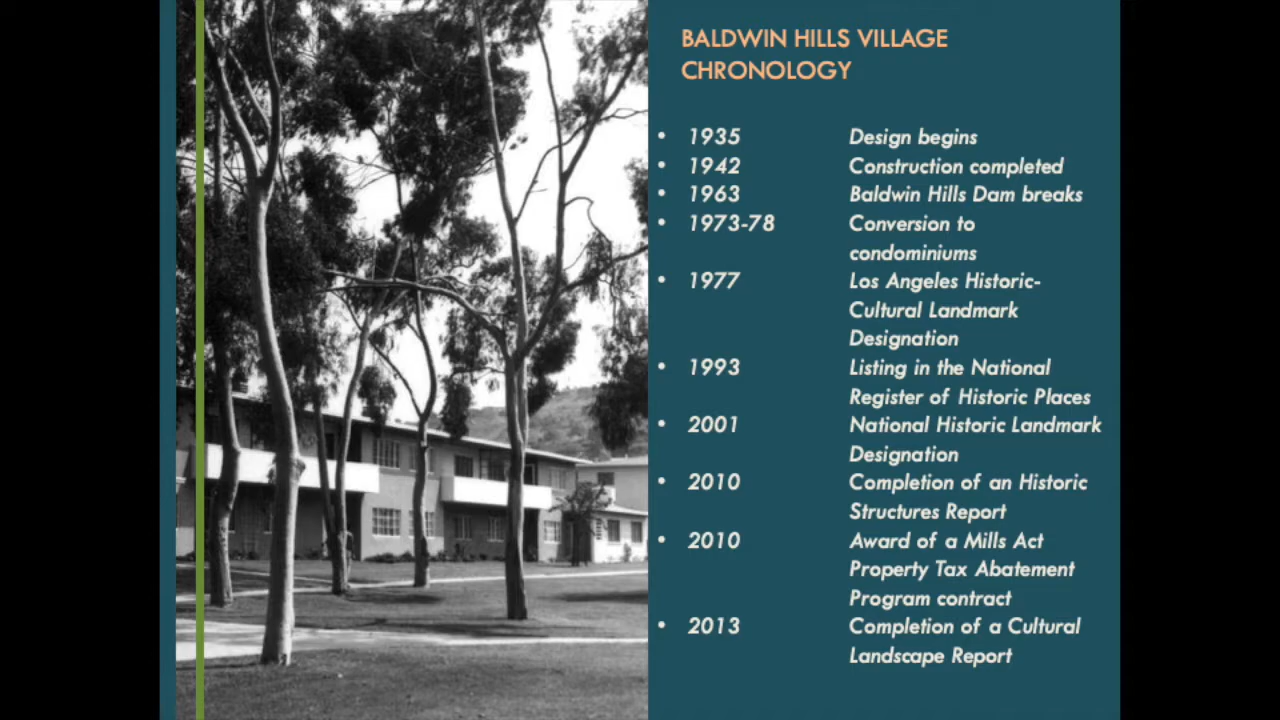 BALDWIN HILLS VILLAGE
CHRONOLOGY
• 1935 Design begins
• 1942 Construction completed
• 1963 Baldwin Hills Dam breaks
• 1973-78 Conversion to
condominiums
• 1977 Los Angeles Historic-
Cultural Landmark
Designation
• 1993 Listing in the National
Register of Historic Places
• 2001 National Historic Landmark
Designation
• 2010 Completion of an Historic
Structures Report
• 2010 Award of a Mills Act
Property Tax Abatement
Program contract
• 2013 Completion of a Cultural
Landscape Report